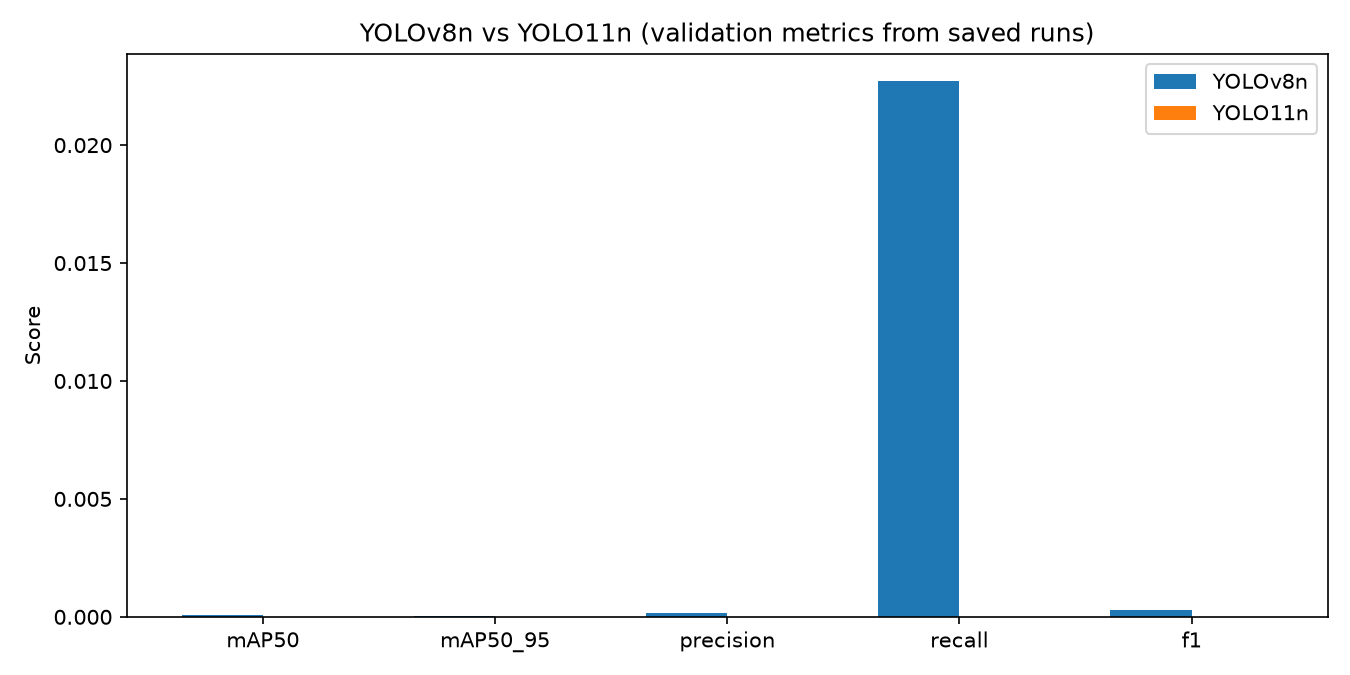 YOLOv8n vs YOLO11n (validation metrics from saved runs)
YOLOv8n
YOLO11n
Score
0.020
0.015
0.010
0.005
0.000
mAP50 mAP50_95 precision recall f1